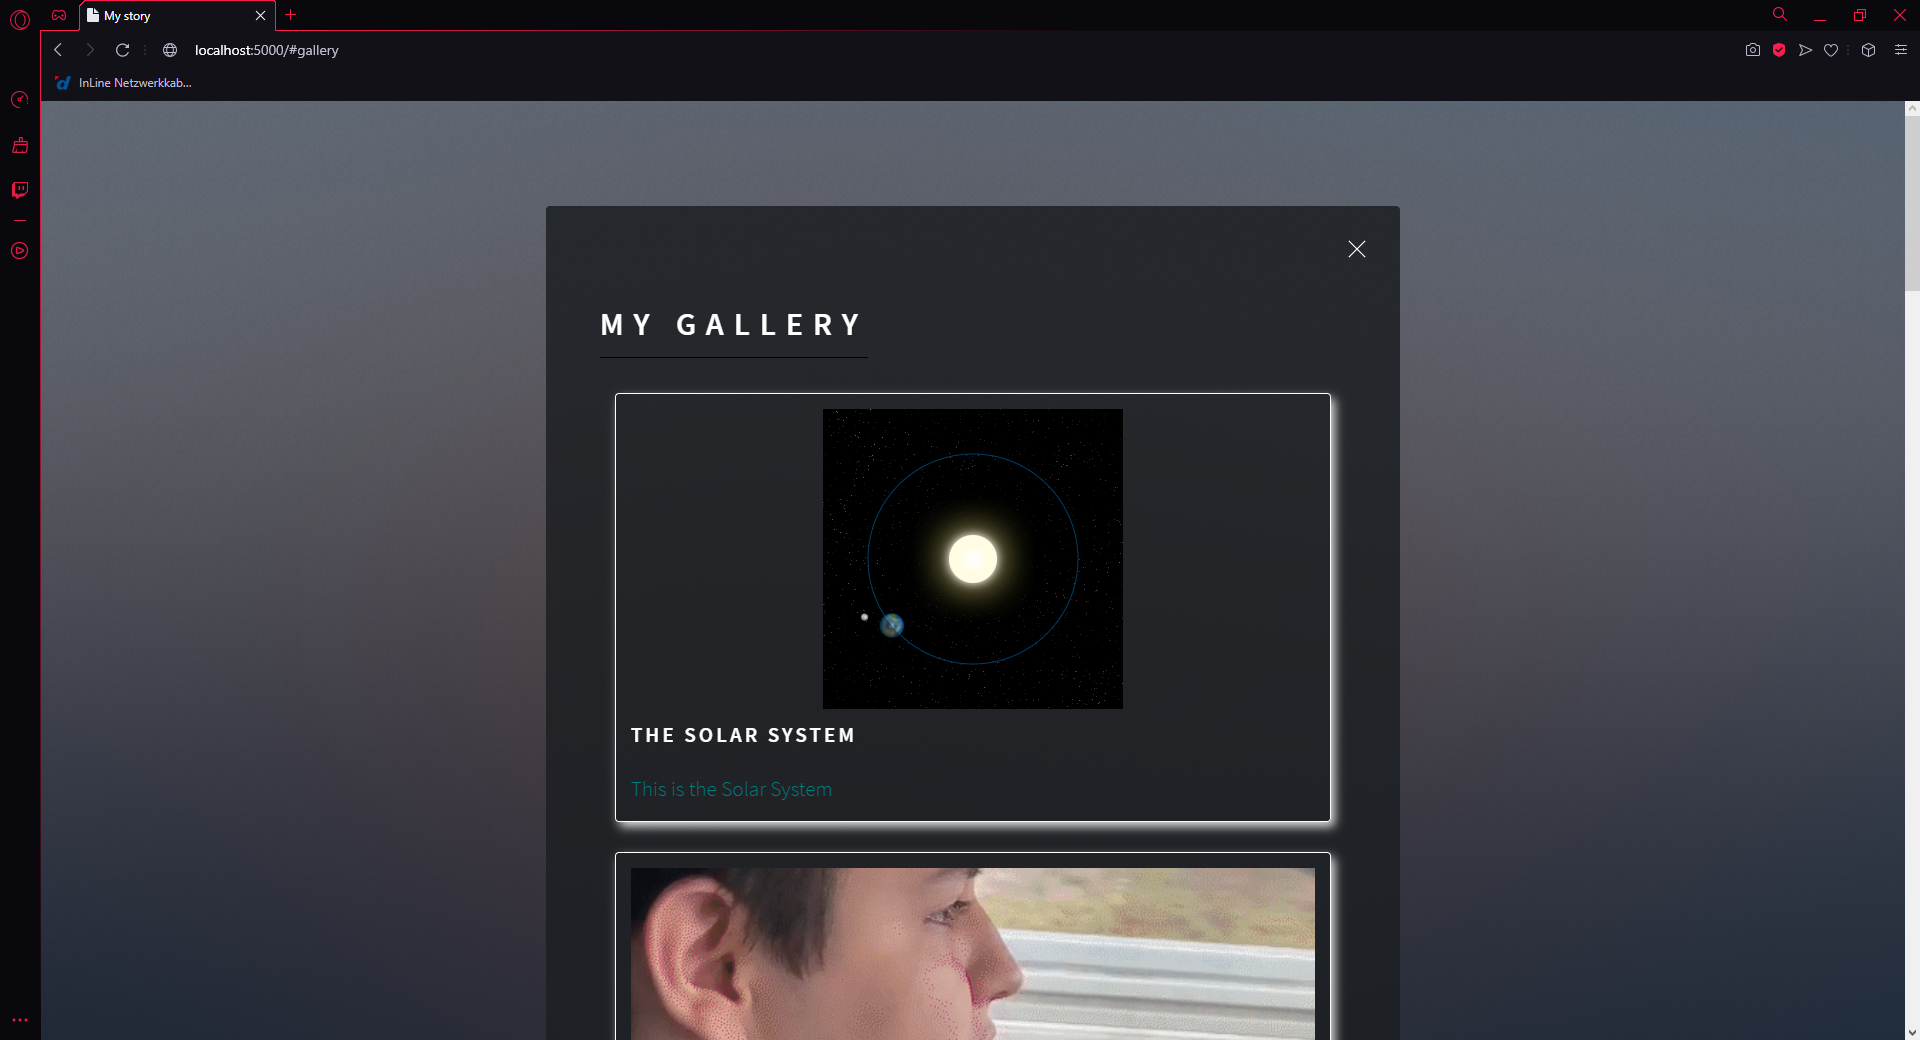 My story
localhost:5000/#gallery
InLine Netzwerkkab...
MY GALLERY
THE SOLAR SYSTEM
This is the Solar System